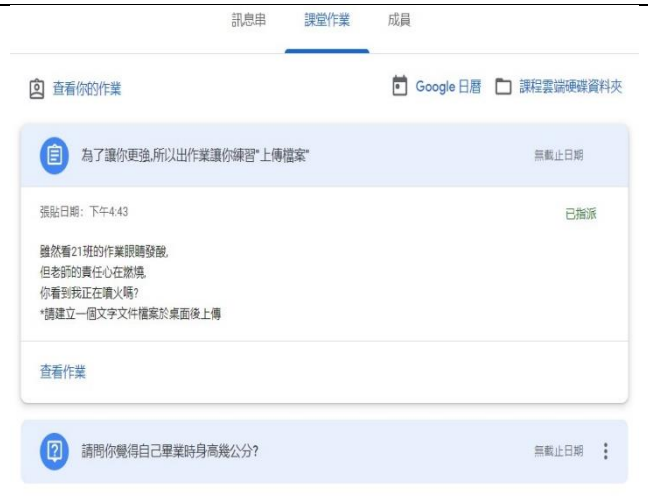 訊息串 課堂作業 成員
查看你的作業 Google 日曆 課程雲端硬碟資料夾
為了讓你更強,所以出作業讓你練習"上傳檔案" 無截止日期
張貼日期: 下午4:43 已指派
雖然看21班的作業眼睛發酸,
但老師的責任心在燃燒,
你看到我正在噴火嗎?
*請建立一個文字文件檔案於桌面後上傳
查看作業
請問你覺得自己畢業時身高幾公分? 無截止日期